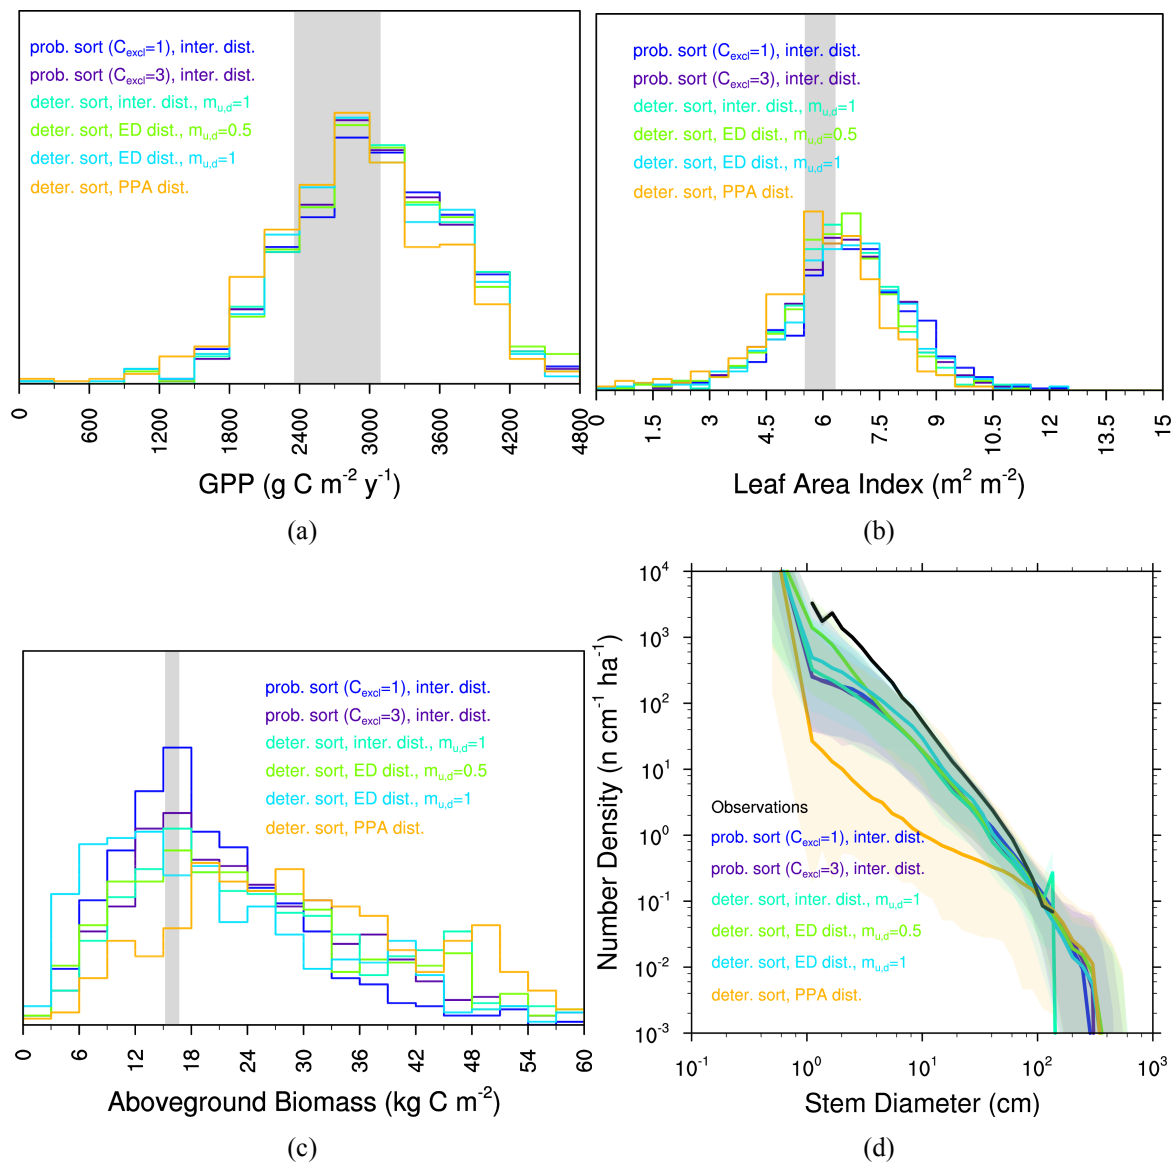 prob. sort (Cexcl=1), inter. dist.
prob. sort (Cexcl=3), inter. dist.
deter. sort, inter. dist., mu,d=1
deter. sort, ED dist., mu,d=0.5
deter. sort, ED dist., mu,d=1
deter. sort, PPA dist.
0 600 1200 1800 2400 3000 3600 4200 4800
GPP (g C m-2 y-1)
(a)
prob. sort (Cexcl=1), inter. dist.
prob. sort (Cexcl=3), inter. dist.
deter. sort, inter. dist., mu,d=1
deter. sort, ED dist., mu,d=0.5
deter. sort, ED dist., mu,d=1
deter. sort, PPA dist.
0 1.5 3 4.5 6 7.5 9 10.5 12 13.5 15
Leaf Area Index (m2 m-2)
(b)
prob. sort (Cexcl=1), inter. dist.
prob. sort (Cexcl=3), inter. dist.
deter. sort, inter. dist., mu,d=1
deter. sort, ED dist., mu,d=0.5
deter. sort, ED dist., mu,d=1
deter. sort, PPA dist.
0 6 12 18 24 30 36 42 48 54 60
Aboveground Biomass (kg C m-2)
(c)
Number Density (n cm-1 ha-1)
104
103
102
101
100
10-1
10-2
10-3
Observations
prob. sort (Cexcl=1), inter. dist.
prob. sort (Cexcl=3), inter. dist.
deter. sort, inter. dist., mu,d=1
deter. sort, ED dist., mu,d=0.5
deter. sort, ED dist., mu,d=1
deter. sort, PPA dist.
10-1 100 101 102 103
Stem Diameter (cm)
(d)